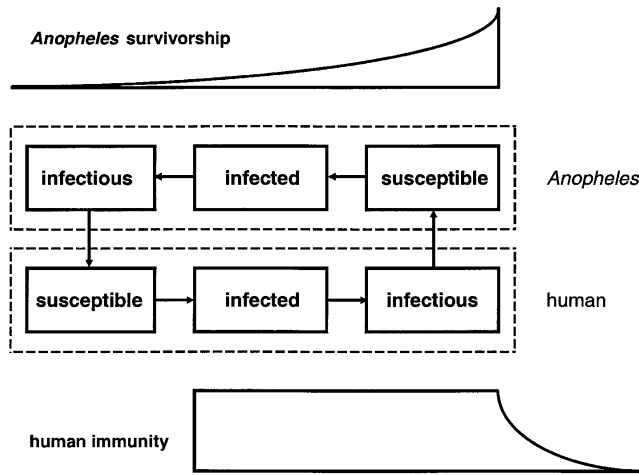 Anopheles survivorship
infectious infected susceptible Anopheles
susceptible infected infectious human
human immunity